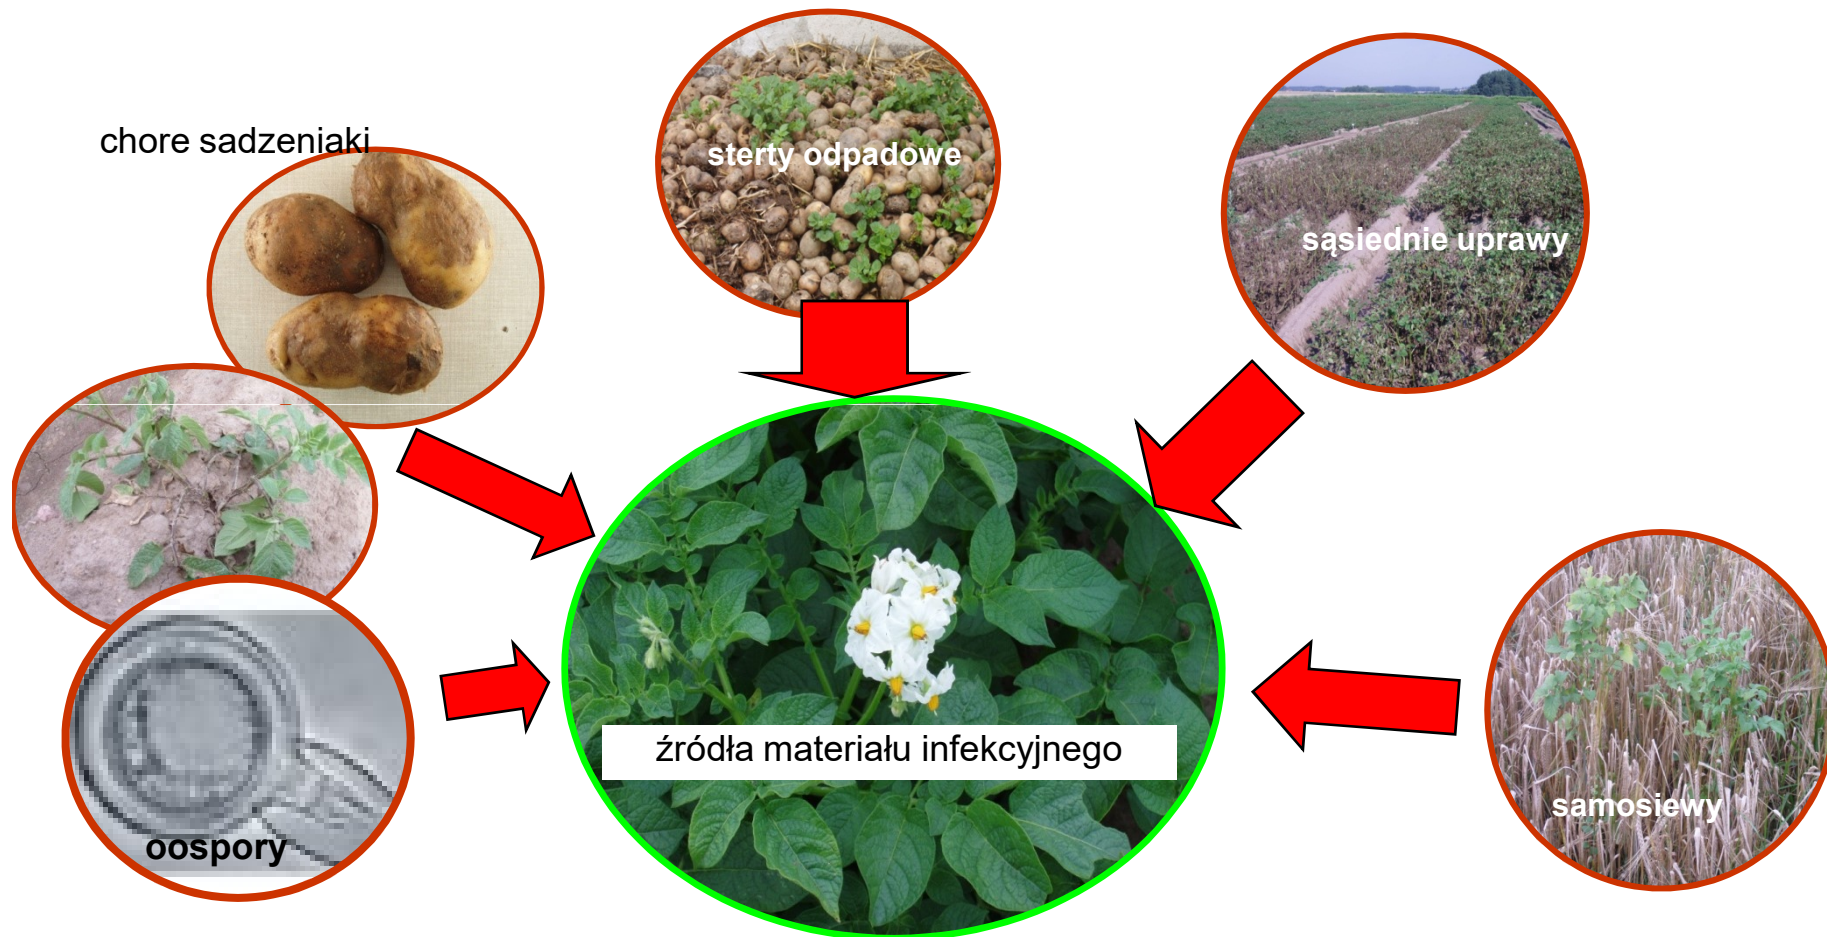 chore sadzeniaki
sterty odpadowe
sąsiednie uprawy
źródła materiału infekcyjnego
samosiewy
oospory